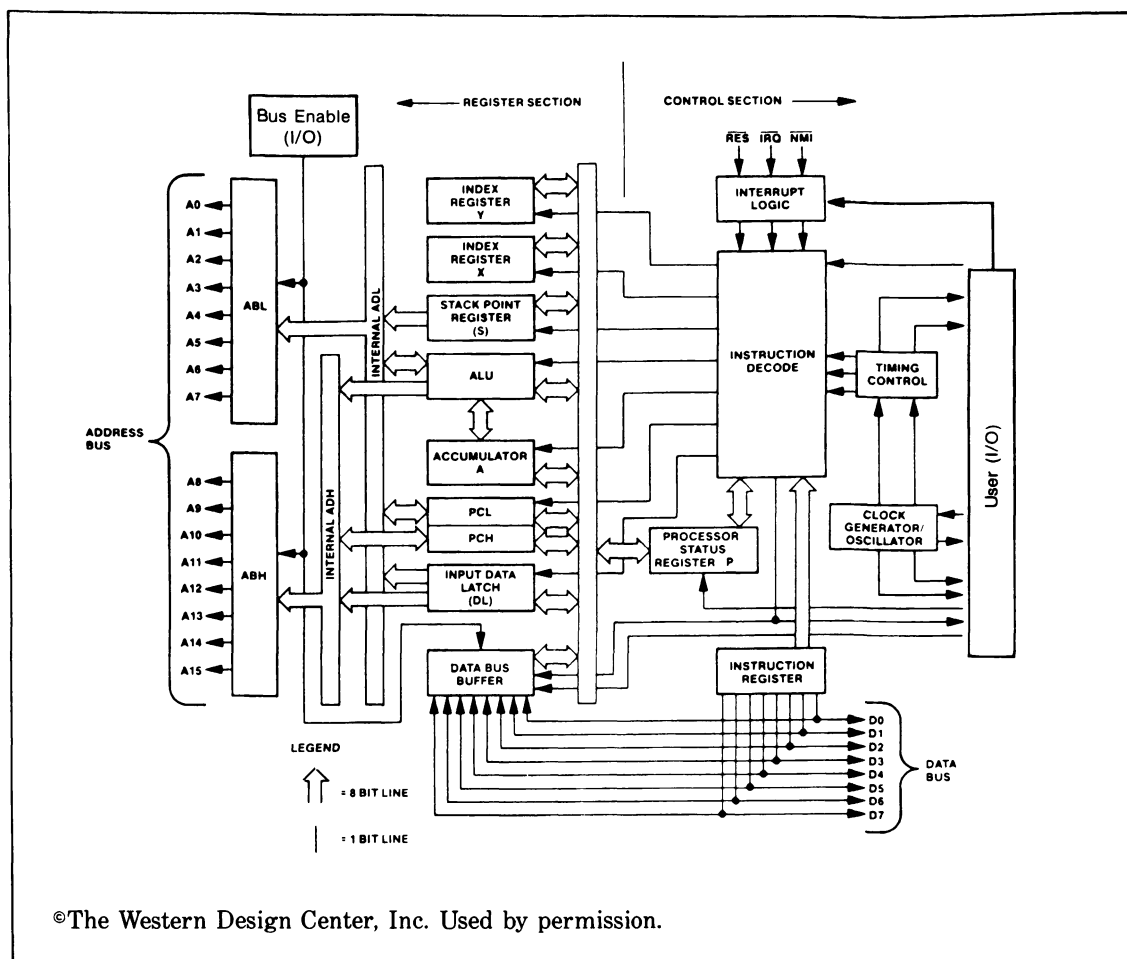 REGISTER SECTION
CONTROL SECTION
Bus Enable
(I/O)
RES IRQ NMI
INTERRUPT
LOGIC
ADDRESS
BUS
A0
A1
A2
A3
A4
A5
A6
A7
ABL
A8
A9
A10
A11
A12
A13
A14
A15
ABH
INTERNAL ADL
INTERNAL ADH
INDEX
REGISTER
Y
INDEX
REGISTER
X
STACK POINT
REGISTER
(S)
ALU
ACCUMULATOR
A
PCL
PCH
INPUT DATA
LATCH
(DL)
DATA BUS
BUFFER
INSTRUCTION
DECODE
TIMING
CONTROL
CLOCK
GENERATOR/
OSCILLATOR
PROCESSOR
STATUS
REGISTER P
INSTRUCTION
REGISTER
User (I/O)
D0
D1
D2
D3
D4
D5
D6
D7
DATA
BUS
LEGEND
= 8 BIT LINE
= 1 BIT LINE
©The Western Design Center, Inc. Used by permission.